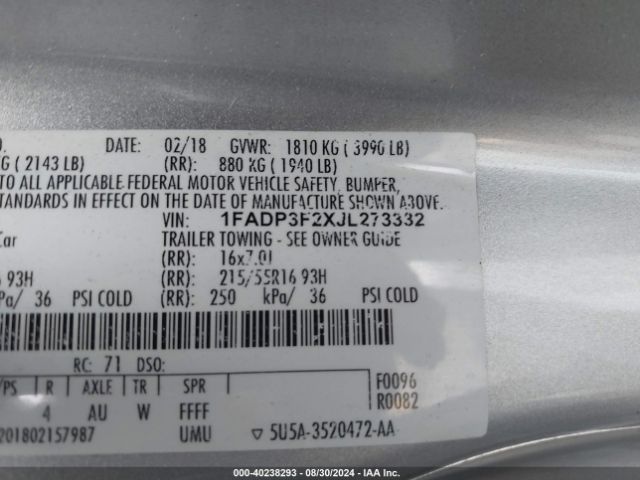 DATE: 02/18 GVWR: 1810 KG ( 3990 LB)
( 2143 LB) (RR): 880 KG ( 1940 LB)
TO ALL APPLICABLE FEDERAL MOTOR VEHICLE SAFETY, BUMPER,
STANDARDS IN EFFECT ON THE DATE OF MANUFACTURE SHOWN ABOVE.
VIN: 1FADP3F2XJL273332
Car TRAILER TOWING - SEE OWNER GUIDE
(RR): 16x7.0J
93H (RR): 215/55R16 93H
kPa/ 36 PSI COLD (RR): 250 kPa/ 36 PSI COLD
RC: 71 DSO:
/PS R AXLE TR SPR F0096
4 AU W FFFF R0082
201802157987 UMU ▽ 5U5A-3520472-AA
000-40238293 - 08/30/2024 - IAA Inc.